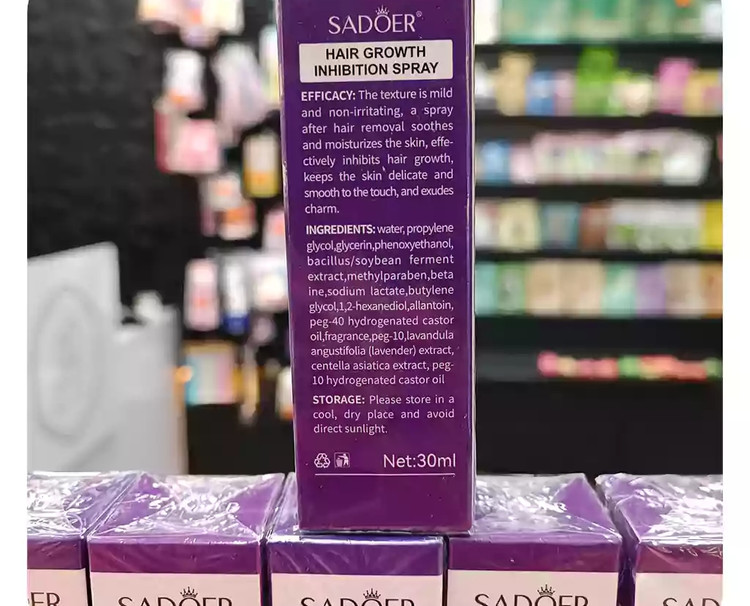 SADOER®
HAIR GROWTH
INHIBITION SPRAY
EFFICACY: The texture is mild
and non-irritating, a spray
after hair removal soothes
and moisturizes the skin, effe-
ctively inhibits hair growth,
keeps the skin delicate and
smooth to the touch, and exudes
charm.
INGREDIENTS: water, propylene
glycol,glycerin,phenoxyethanol,
bacillus/soybean ferment
extract,methylparaben,beta
ine,sodium lactate,butylene
glycol,1,2-hexanediol,allantoin,
peg-40 hydrogenated castor
oil,fragrance,peg-10,lavandula
angustifolia (lavender) extract,
centella asiatica extract, peg-
10 hydrogenated castor oil
STORAGE: Please store in a
cool, dry place and avoid
direct sunlight.
Net:30ml
ER SADOER SADOER SADOER SAD